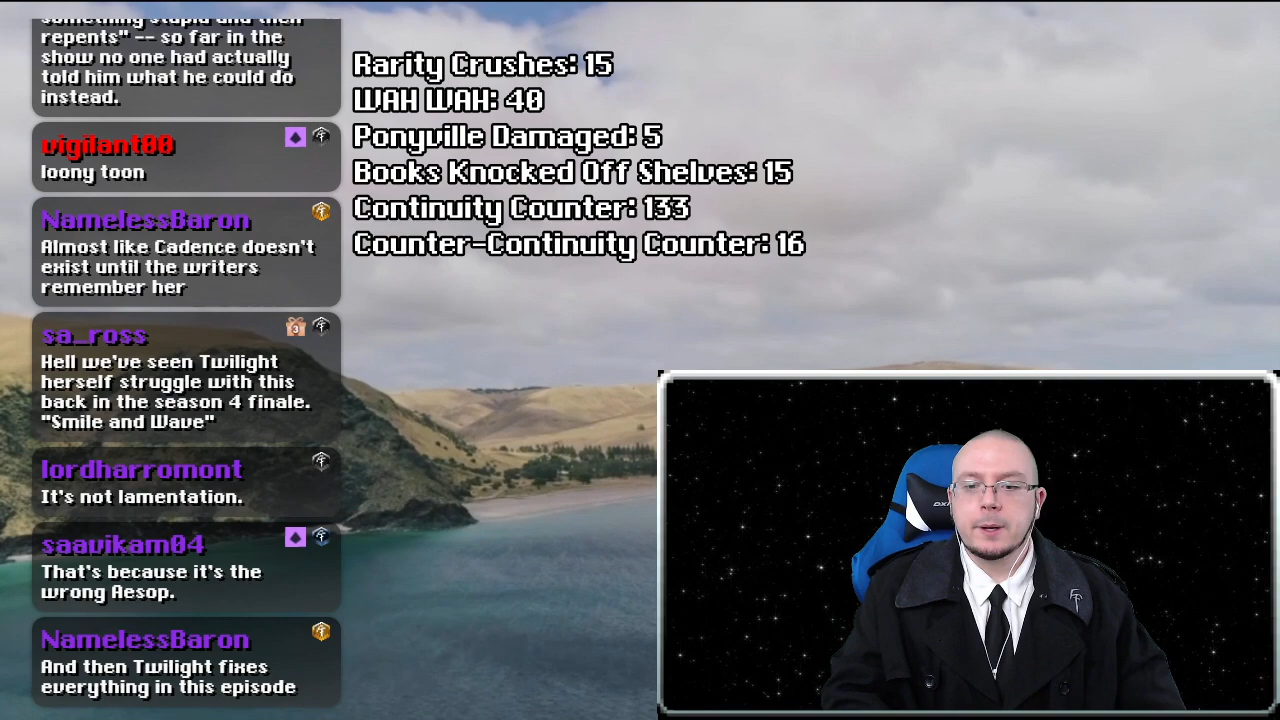 something stupid and then
repents" -- so far in the
show no one had actually
told him what he could do
instead.
vigilant00
loony toon
NamelessBaron
Almost like Cadence doesn't
exist until the writers
remember her
sa_ross
3
Hell we've seen Twilight
herself struggle with this
back in the season 4 finale.
"Smile and Wave"
lordharromont
It's not lamentation.
saavikam04
That's because it's the
wrong Aesop.
NamelessBaron
And then Twilight fixes
everything in this episode
Rarity Crushes: 15
WAH WAH: 40
Ponyville Damaged: 5
Books Knocked Off Shelves: 15
Continuity Counter: 133
Counter-Continuity Counter: 16